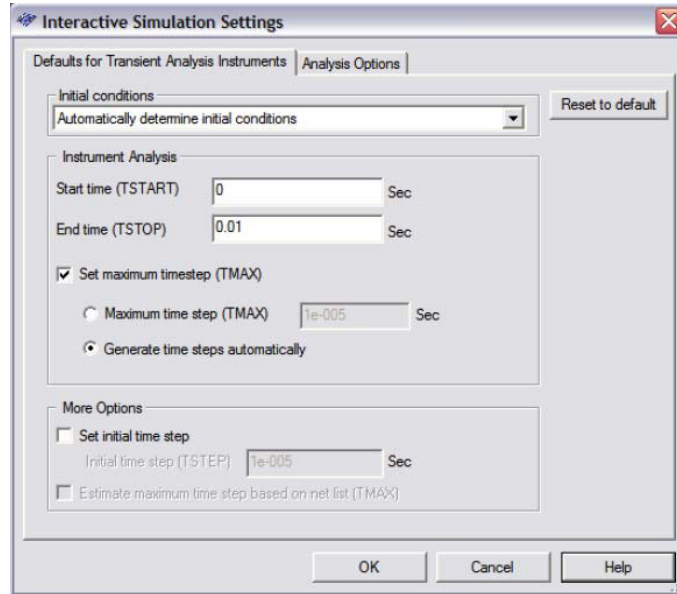 Interactive Simulation Settings
Defaults for Transient Analysis Instruments
Analysis Options
Initial conditions
Automatically determine initial conditions
Reset to default
Instrument Analysis
Start time (TSTART) 0 Sec
End time (TSTOP) 0.01 Sec
Set maximum timestep (TMAX)
Maximum time step (TMAX) 1e-005 Sec
Generate time steps automatically
More Options
Set initial time step
Initial time step (TSTEP) 1e-005 Sec
Estimate maximum time step based on net list (TMAX)
OK Cancel Help